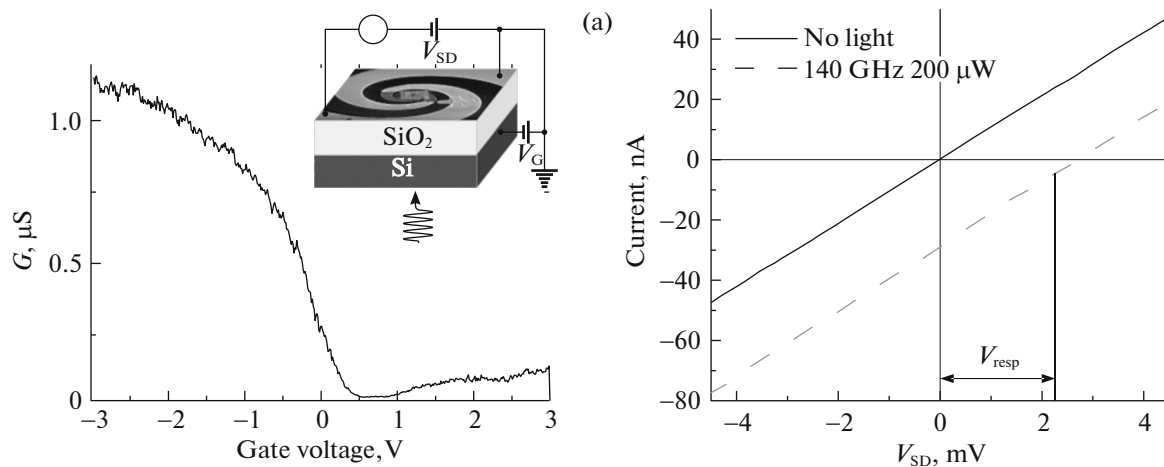 V_SD
SiO₂
V_G
Si
1.0
0.5
0
G, μS
−3 −2 −1 0 1 2 3
Gate voltage, V
(a)
No light
140 GHz 200 μW
40
20
0
−20
−40
−60
−80
Current, nA
V_resp
−4 −2 0 2 4
V_SD, mV